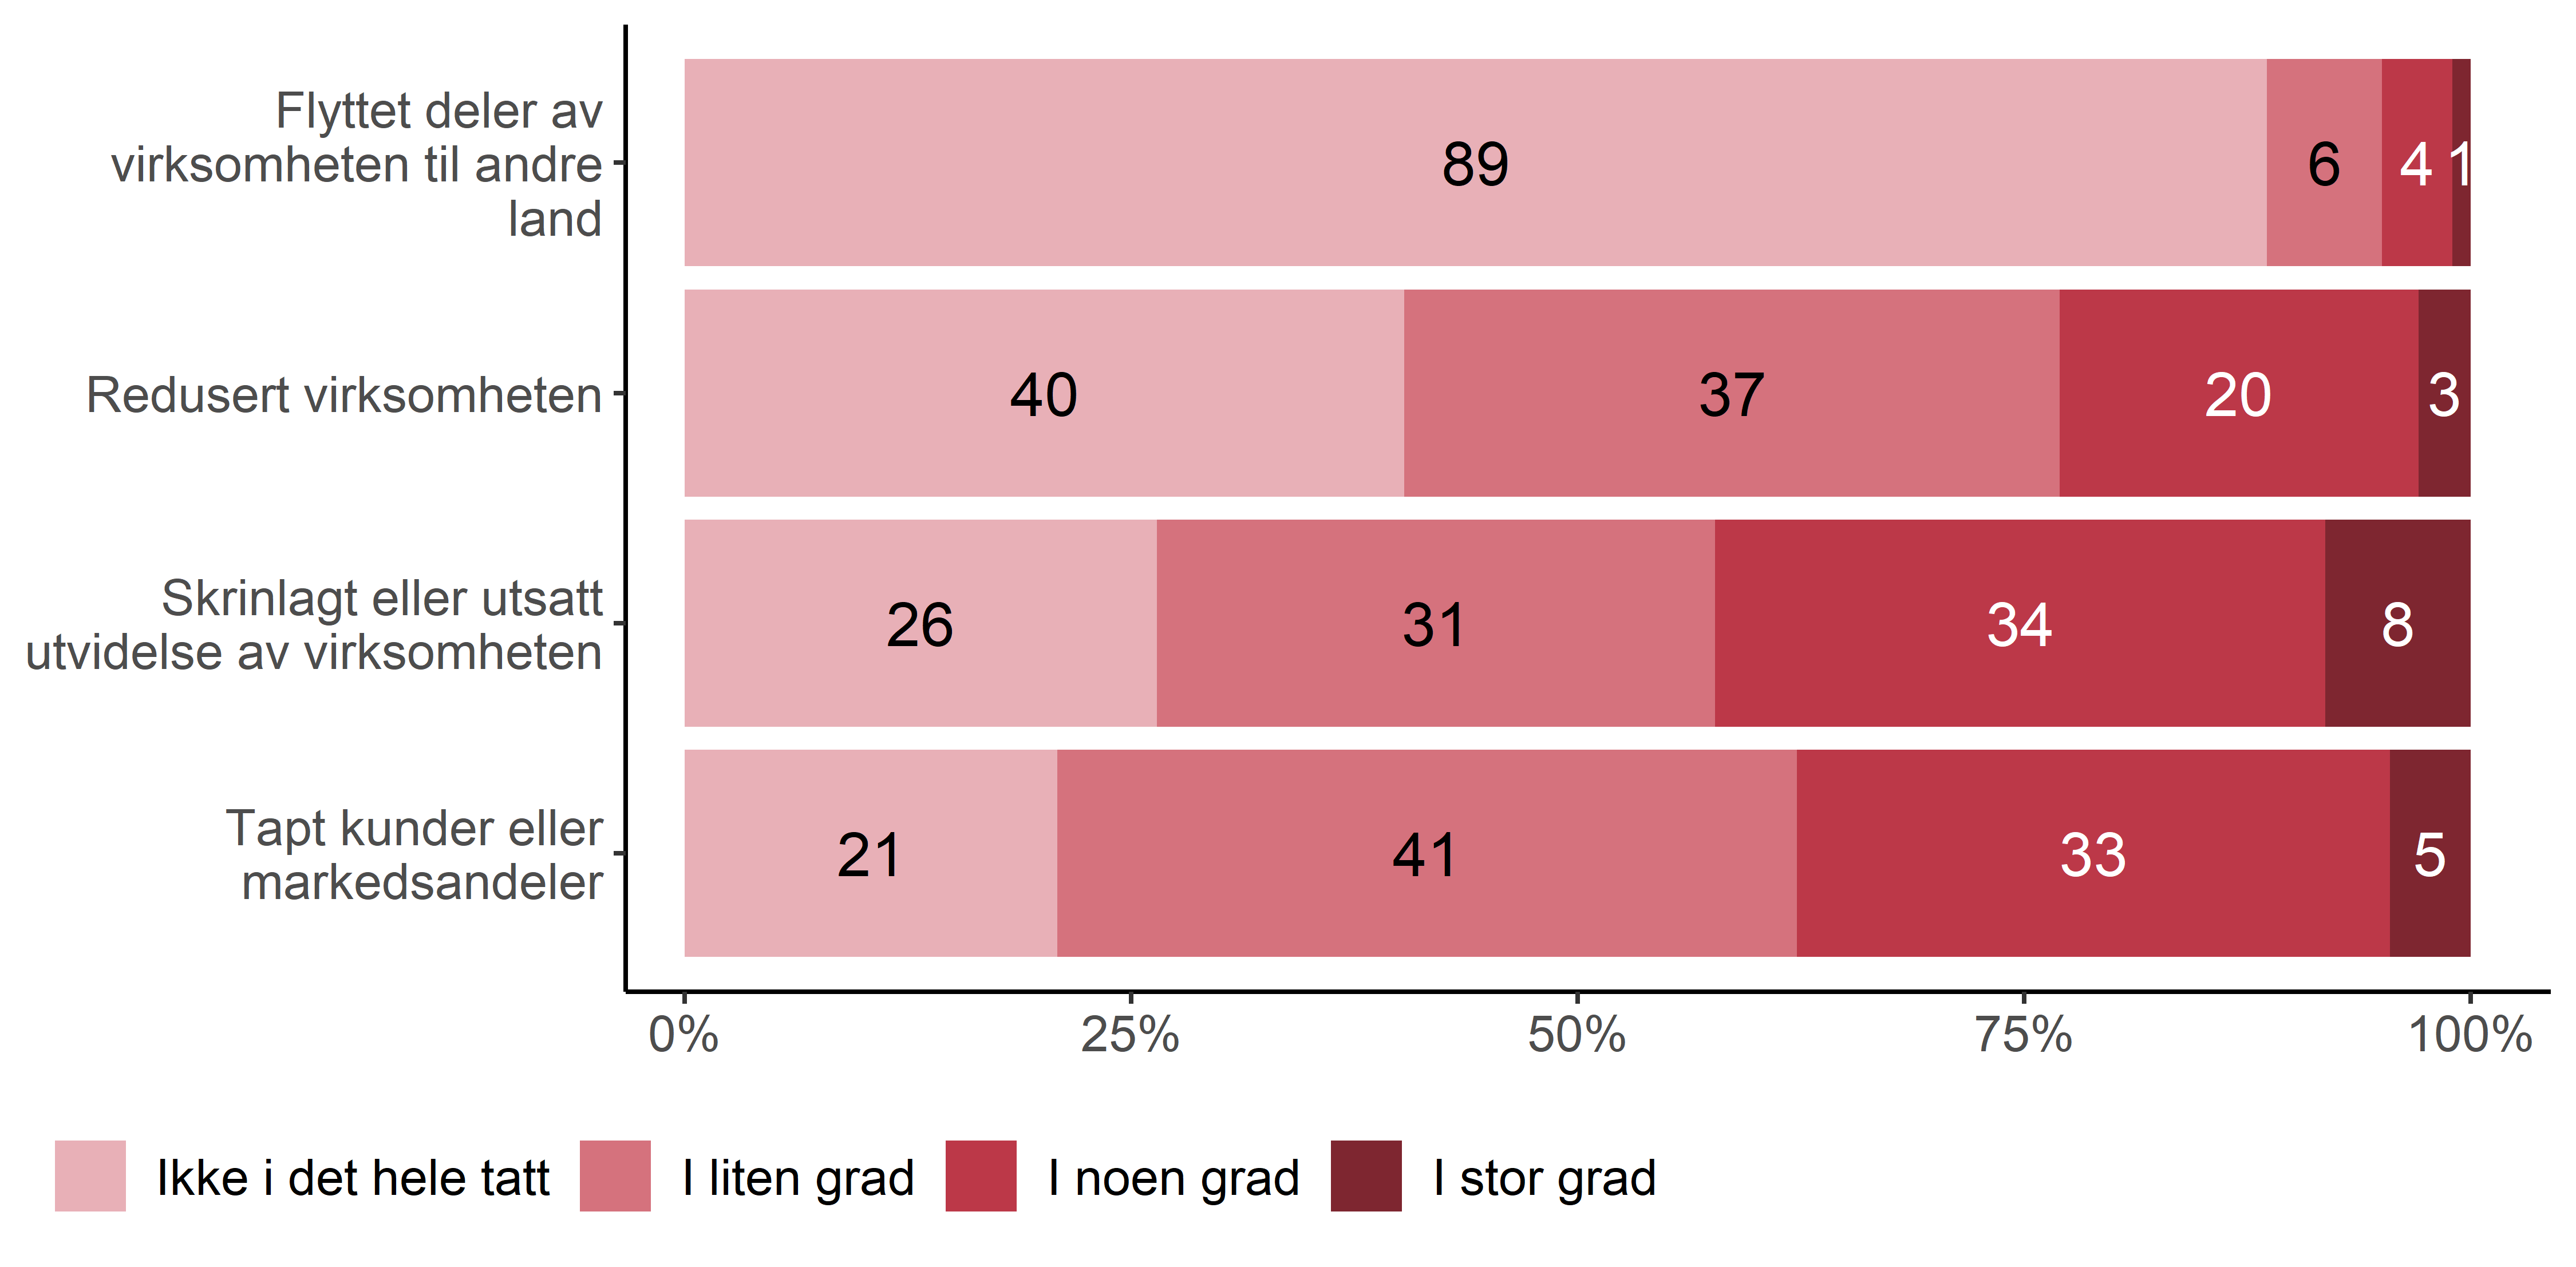 Flyttet deler av
virksomheten til andre
land
89 6 4 1
Redusert virksomheten
40 37 20 3
Skrinlagt eller utsatt
utvidelse av virksomheten
26 31 34 8
Tapt kunder eller
markedsandeler
21 41 33 5
0% 25% 50% 75% 100%
Ikke i det hele tatt I liten grad I noen grad I stor grad